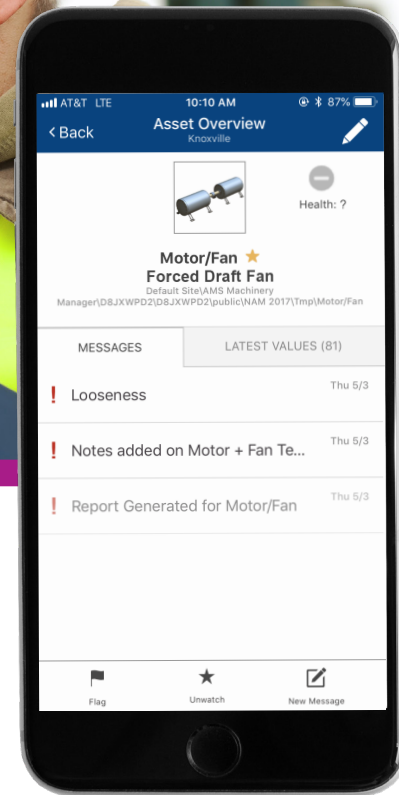 AT&T LTE 10:10 AM 87%
Back
Asset Overview
Knoxville
Health: ?
Motor/Fan
Forced Draft Fan
Default Site\AMS Machinery
Manager\D8JXWPD2\D8JXWPD2\public\NAM 2017\Tmp\Motor/Fan
MESSAGES
LATEST VALUES (81)
! Looseness Thu 5/3
! Notes added on Motor + Fan Te... Thu 5/3
! Report Generated for Motor/Fan Thu 5/3
Flag
Unwatch
New Message